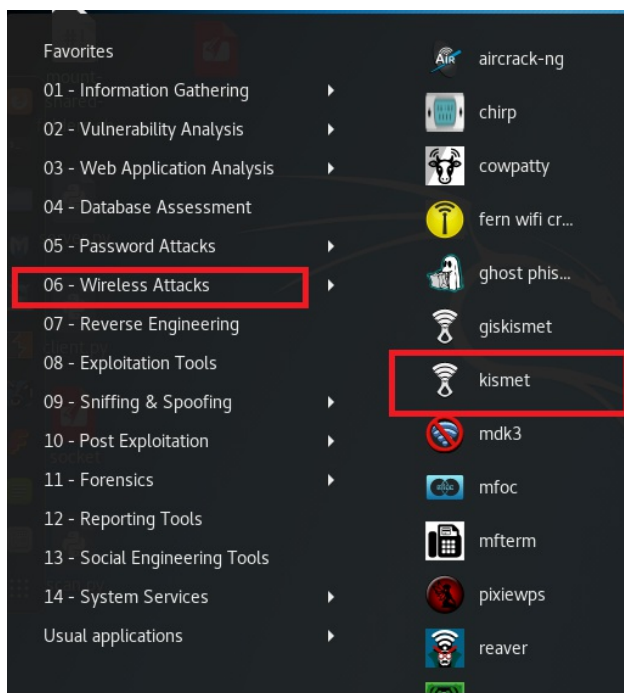 Favorites
01 - Information Gathering
02 - Vulnerability Analysis
03 - Web Application Analysis
04 - Database Assessment
05 - Password Attacks
06 - Wireless Attacks
07 - Reverse Engineering
08 - Exploitation Tools
09 - Sniffing & Spoofing
10 - Post Exploitation
11 - Forensics
12 - Reporting Tools
13 - Social Engineering Tools
14 - System Services
Usual applications
AIR
aircrack-ng
chirp
cowpatty
fern wifi cr...
ghost phis...
giskismet
kismet
mdk3
mfoc
mfterm
pixiewps
reaver